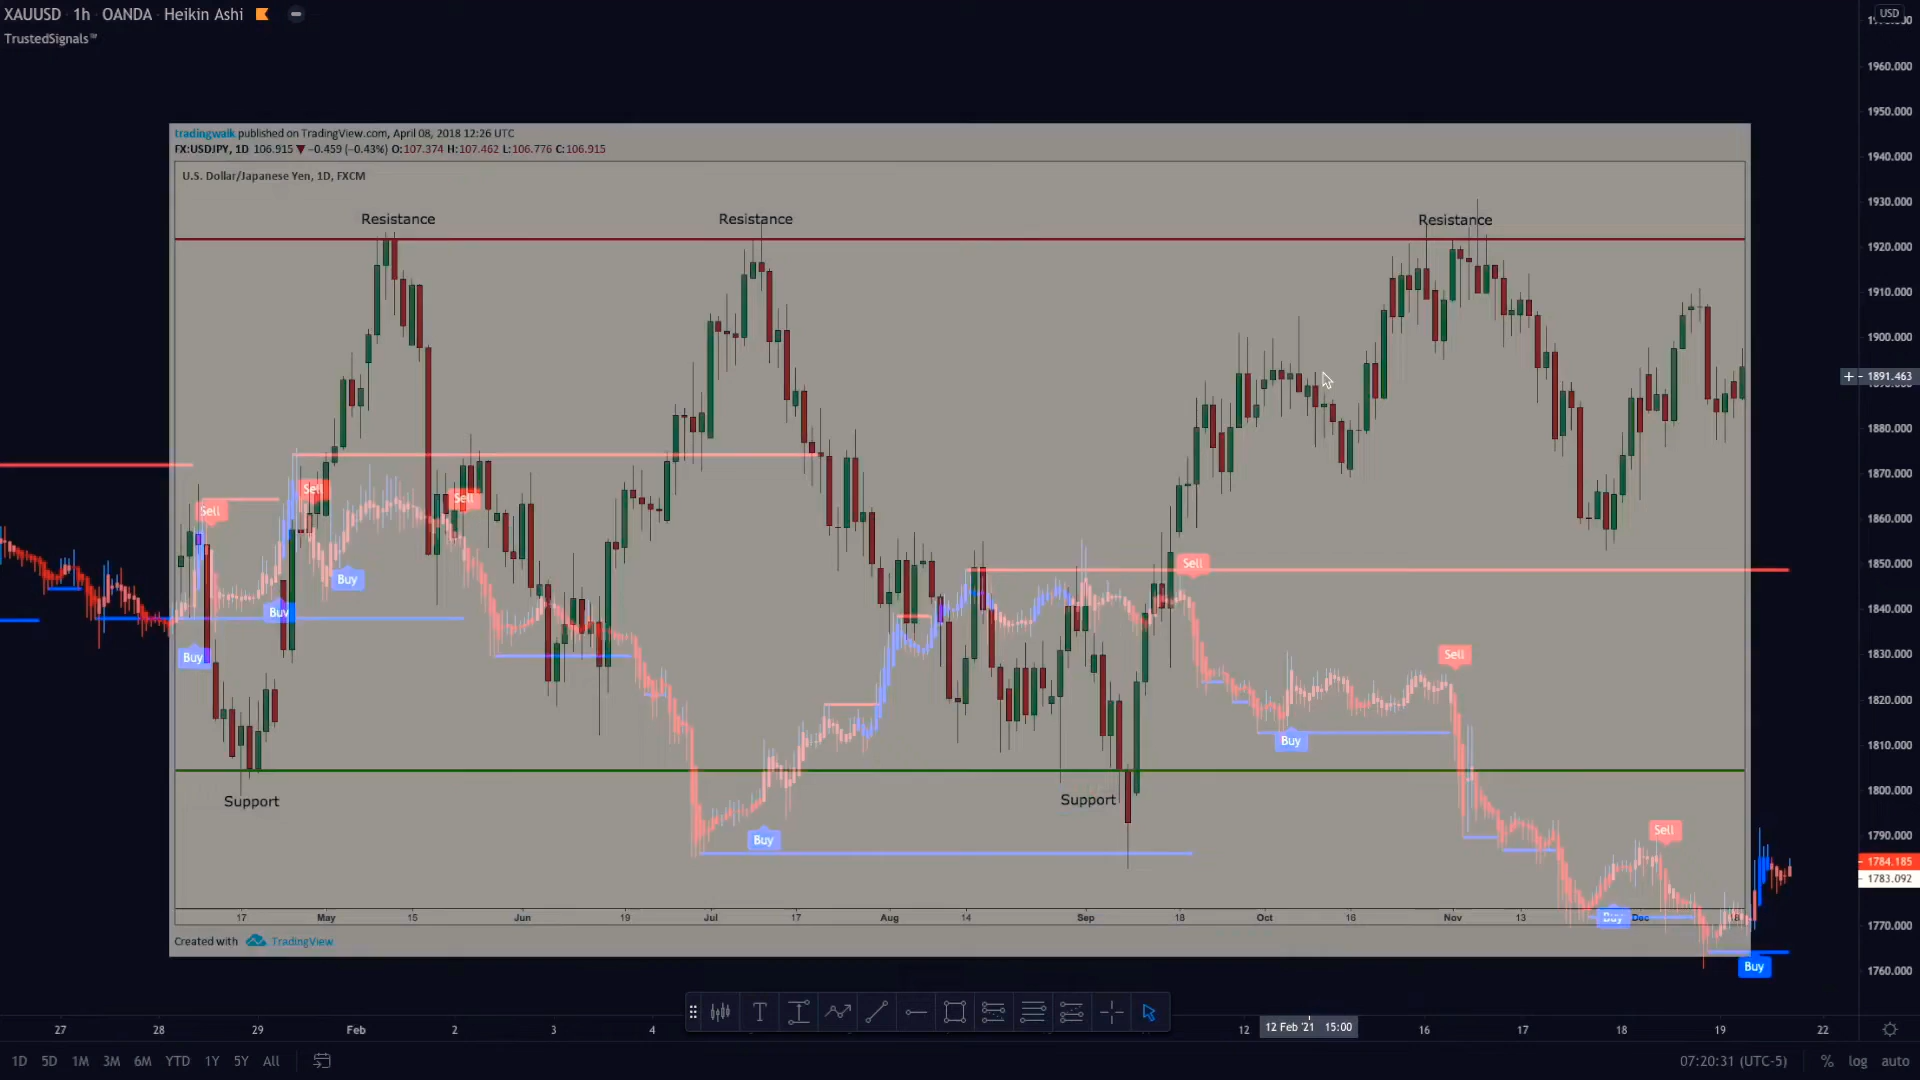 XAUUSD · 1h · OANDA · Heikin Ashi
TrustedSignals™
USD
1960.000
1950.000
1940.000
1930.000
1920.000
1910.000
1900.000
+ 1891.463
1880.000
1870.000
1860.000
1850.000
1840.000
1830.000
1820.000
1810.000
1800.000
1790.000
1784.185
1783.092
1770.000
1760.000
tradingwalk published on TradingView.com, April 08, 2018 12:26 UTC
FX:USDJPY, 1D 106.915 ▼ −0.459 (−0.43%) O:107.374 H:107.462 L:106.776 C:106.915
U.S. Dollar/Japanese Yen, 1D, FXCM
Resistance Resistance Resistance
Sell Sell Sell
Sell
Buy
Buy
Buy
Sell
Buy
Support Support
Buy
Sell
Buy
Buy
17 May 15 Jun 19 Jul 17 Aug 14 Sep 18 Oct 16 Nov 13 Dec 18
Created with TradingView
27 28 29 Feb 2 3 4 12 12 Feb '21 15:00 16 17 18 19 22
1D 5D 1M 3M 6M YTD 1Y 5Y All
07:20:31 (UTC-5) % log auto